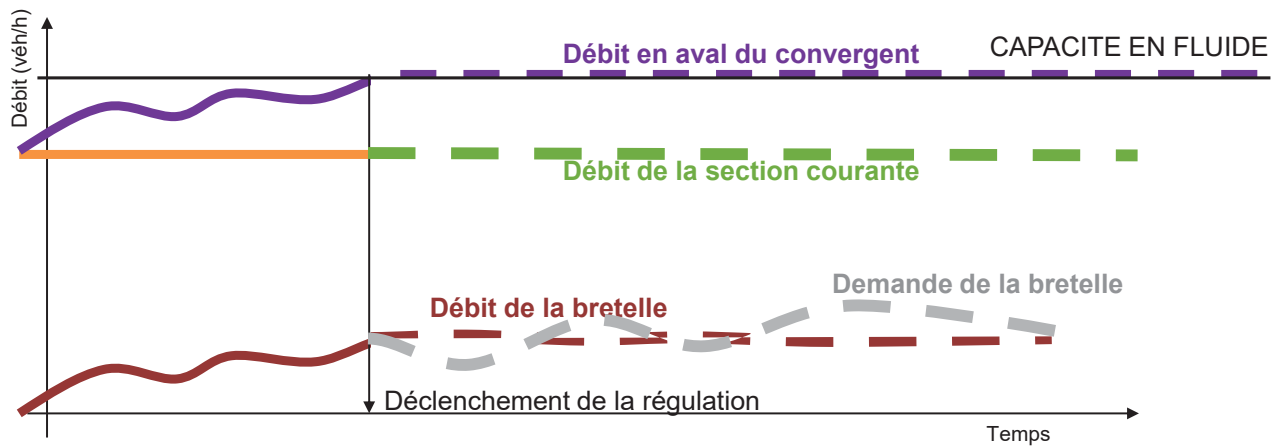 Débit (véh/h)
CAPACITE EN FLUIDE
Débit en aval du convergent
Débit de la section courante
Demande de la bretelle
Débit de la bretelle
Déclenchement de la régulation
Temps